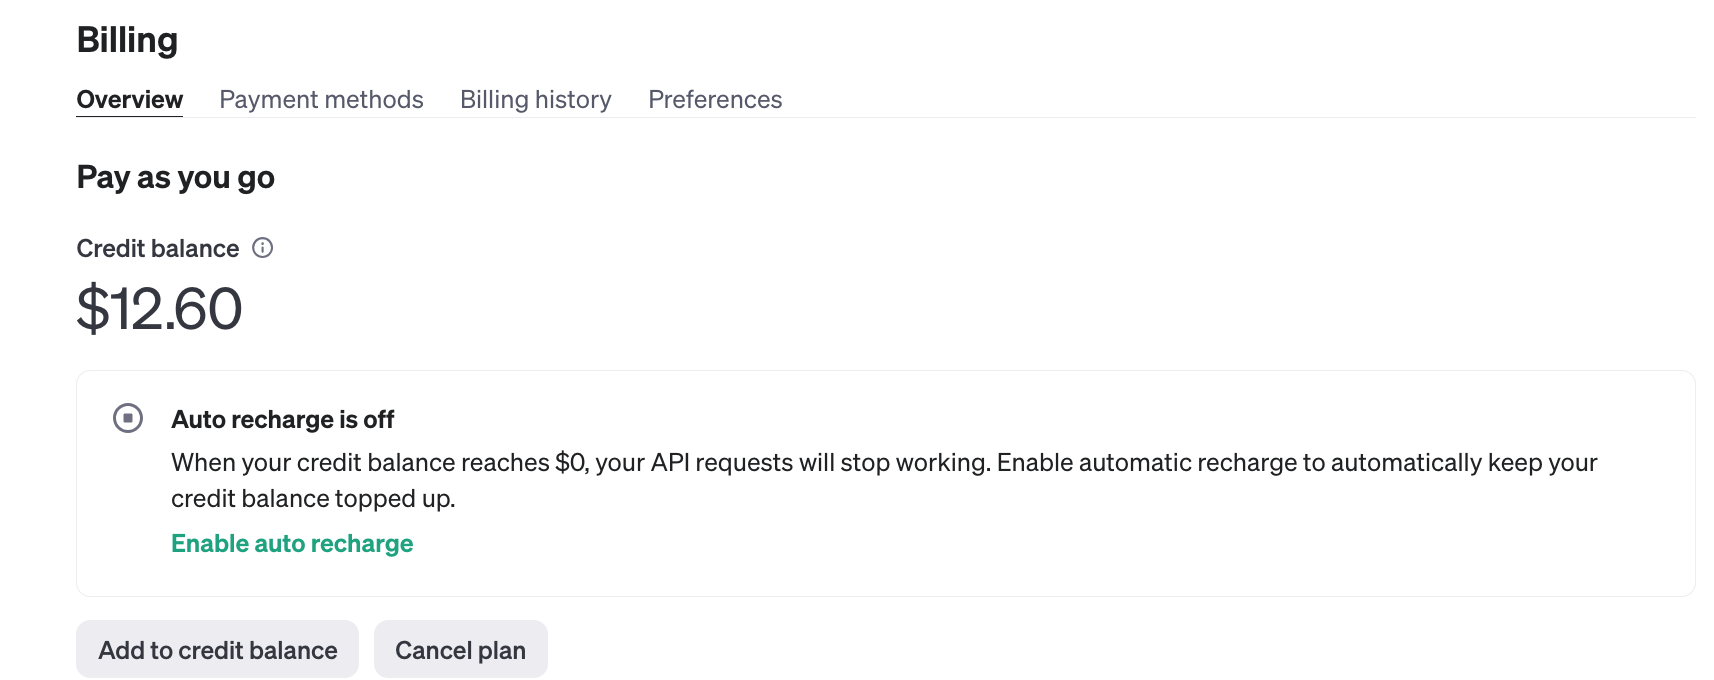 Billing
Overview Payment methods Billing history Preferences
Pay as you go
Credit balance
$12.60
Auto recharge is off
When your credit balance reaches $0, your API requests will stop working. Enable automatic recharge to automatically keep your
credit balance topped up.
Enable auto recharge
Add to credit balance Cancel plan